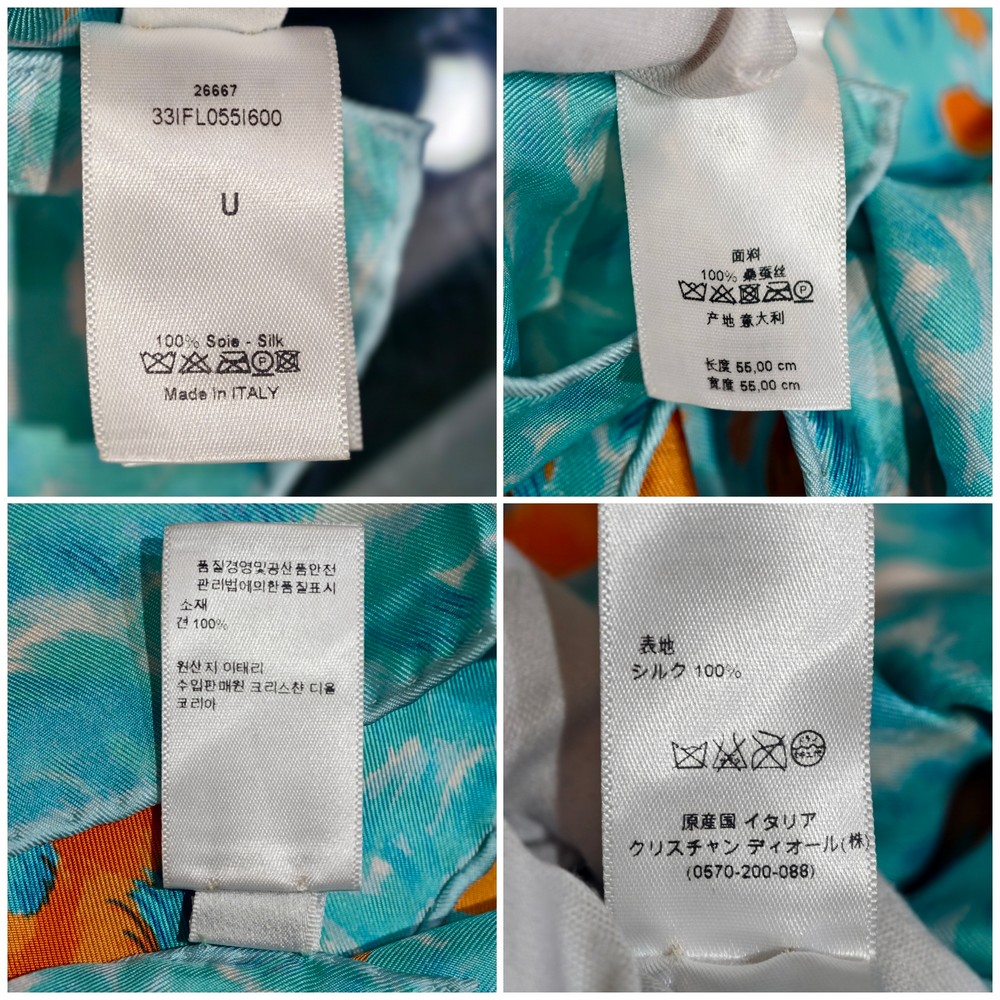 26667
33IFL055I600
U
100% Soie - Silk
Made in ITALY
面料
100% 桑蚕丝
产地 意大利
长度 55,00 cm
宽度 55,00 cm
품질경영및공산품안전
관리법에의한품질표시
소재
견 100%
원산지 이태리
수입판매원 크리스챤 디올
코리아
表地
シルク 100%
原産国 イタリア
クリスチャン ディオール(株)
(0570-200-088)